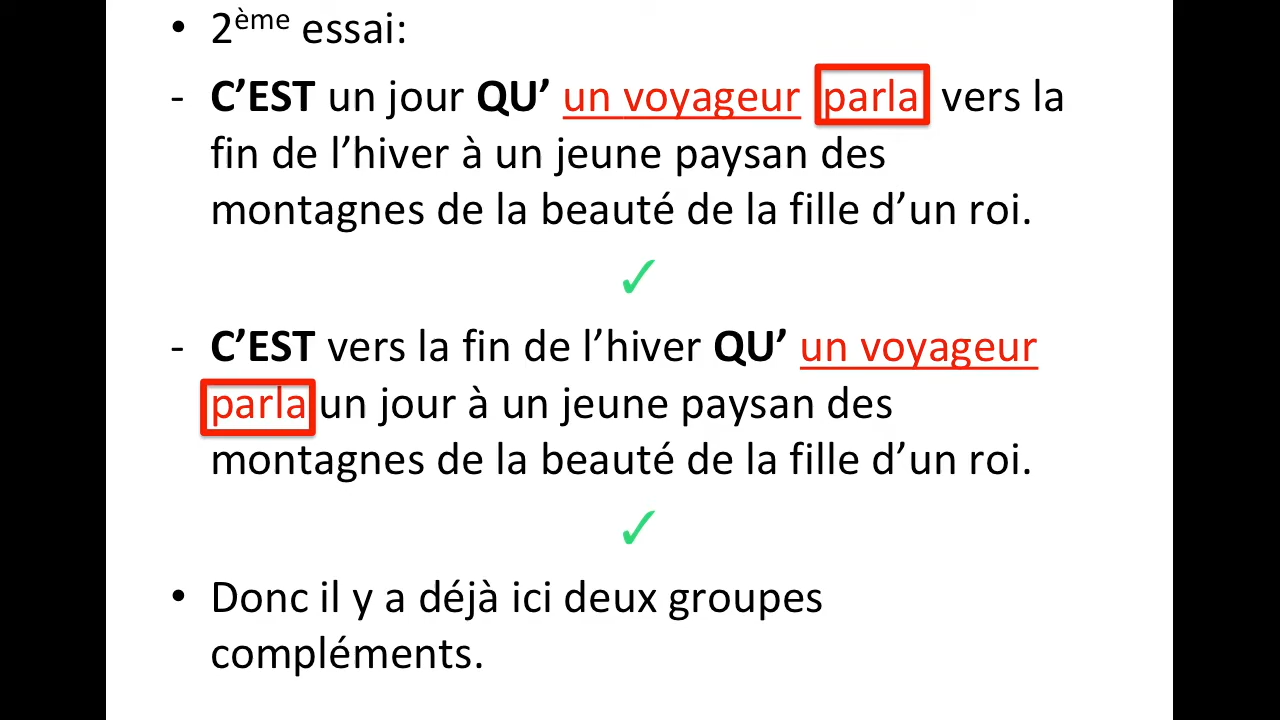 • 2ème essai:
- C’EST un jour QU’ un voyageur parla vers la
fin de l’hiver à un jeune paysan des
montagnes de la beauté de la fille d’un roi.
✓
- C’EST vers la fin de l’hiver QU’ un voyageur
parla un jour à un jeune paysan des
montagnes de la beauté de la fille d’un roi.
✓
• Donc il y a déjà ici deux groupes
compléments.